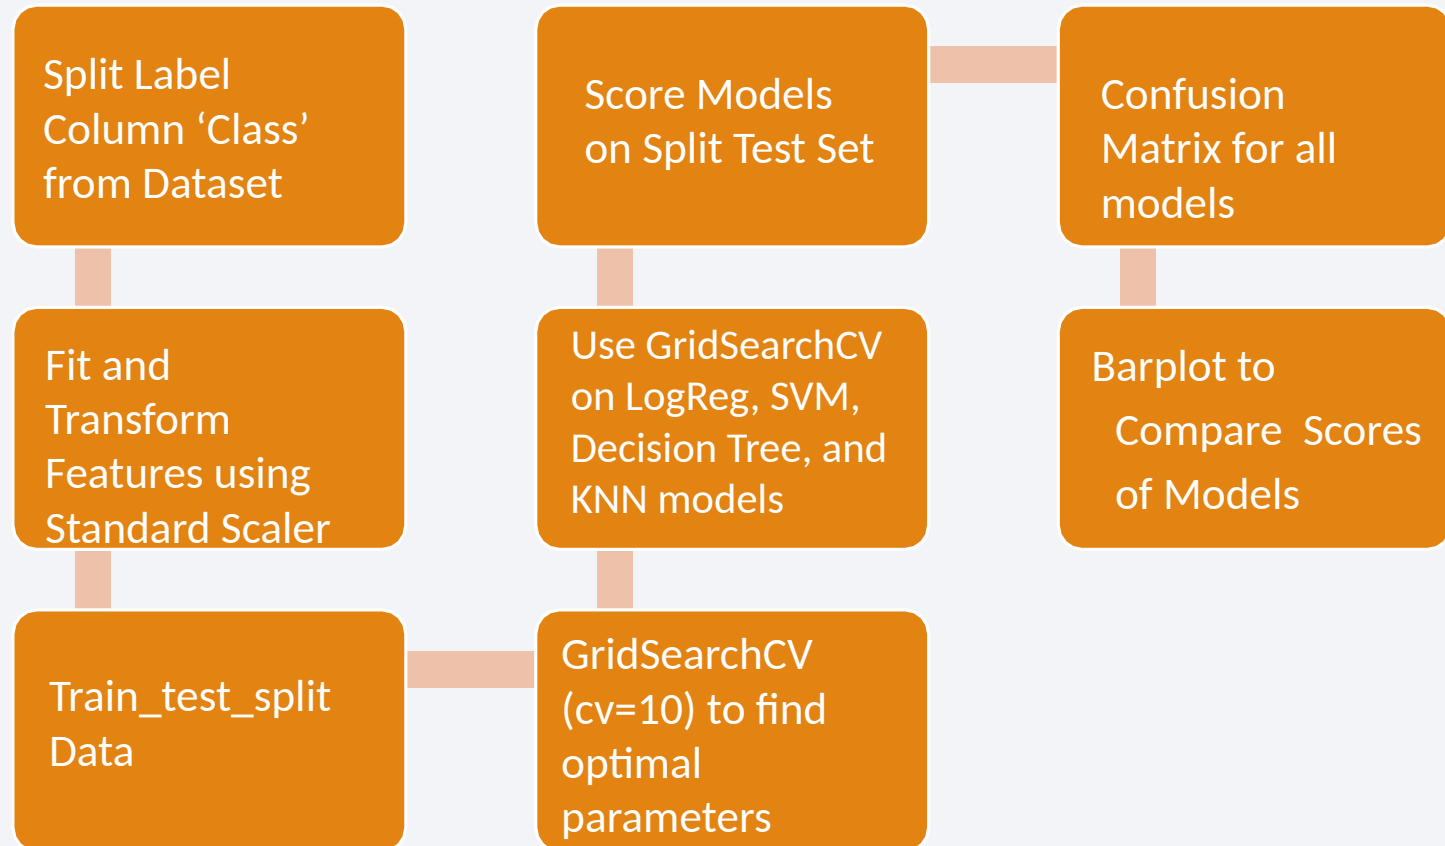 Split Label
Column ‘Class’
from Dataset
Fit and
Transform
Features using
Standard Scaler
Train_test_split
Data
GridSearchCV
(cv=10) to find
optimal
parameters
Use GridSearchCV
on LogReg, SVM,
Decision Tree, and
KNN models
Score Models
on Split Test Set
Confusion
Matrix for all
models
Barplot to
Compare Scores
of Models